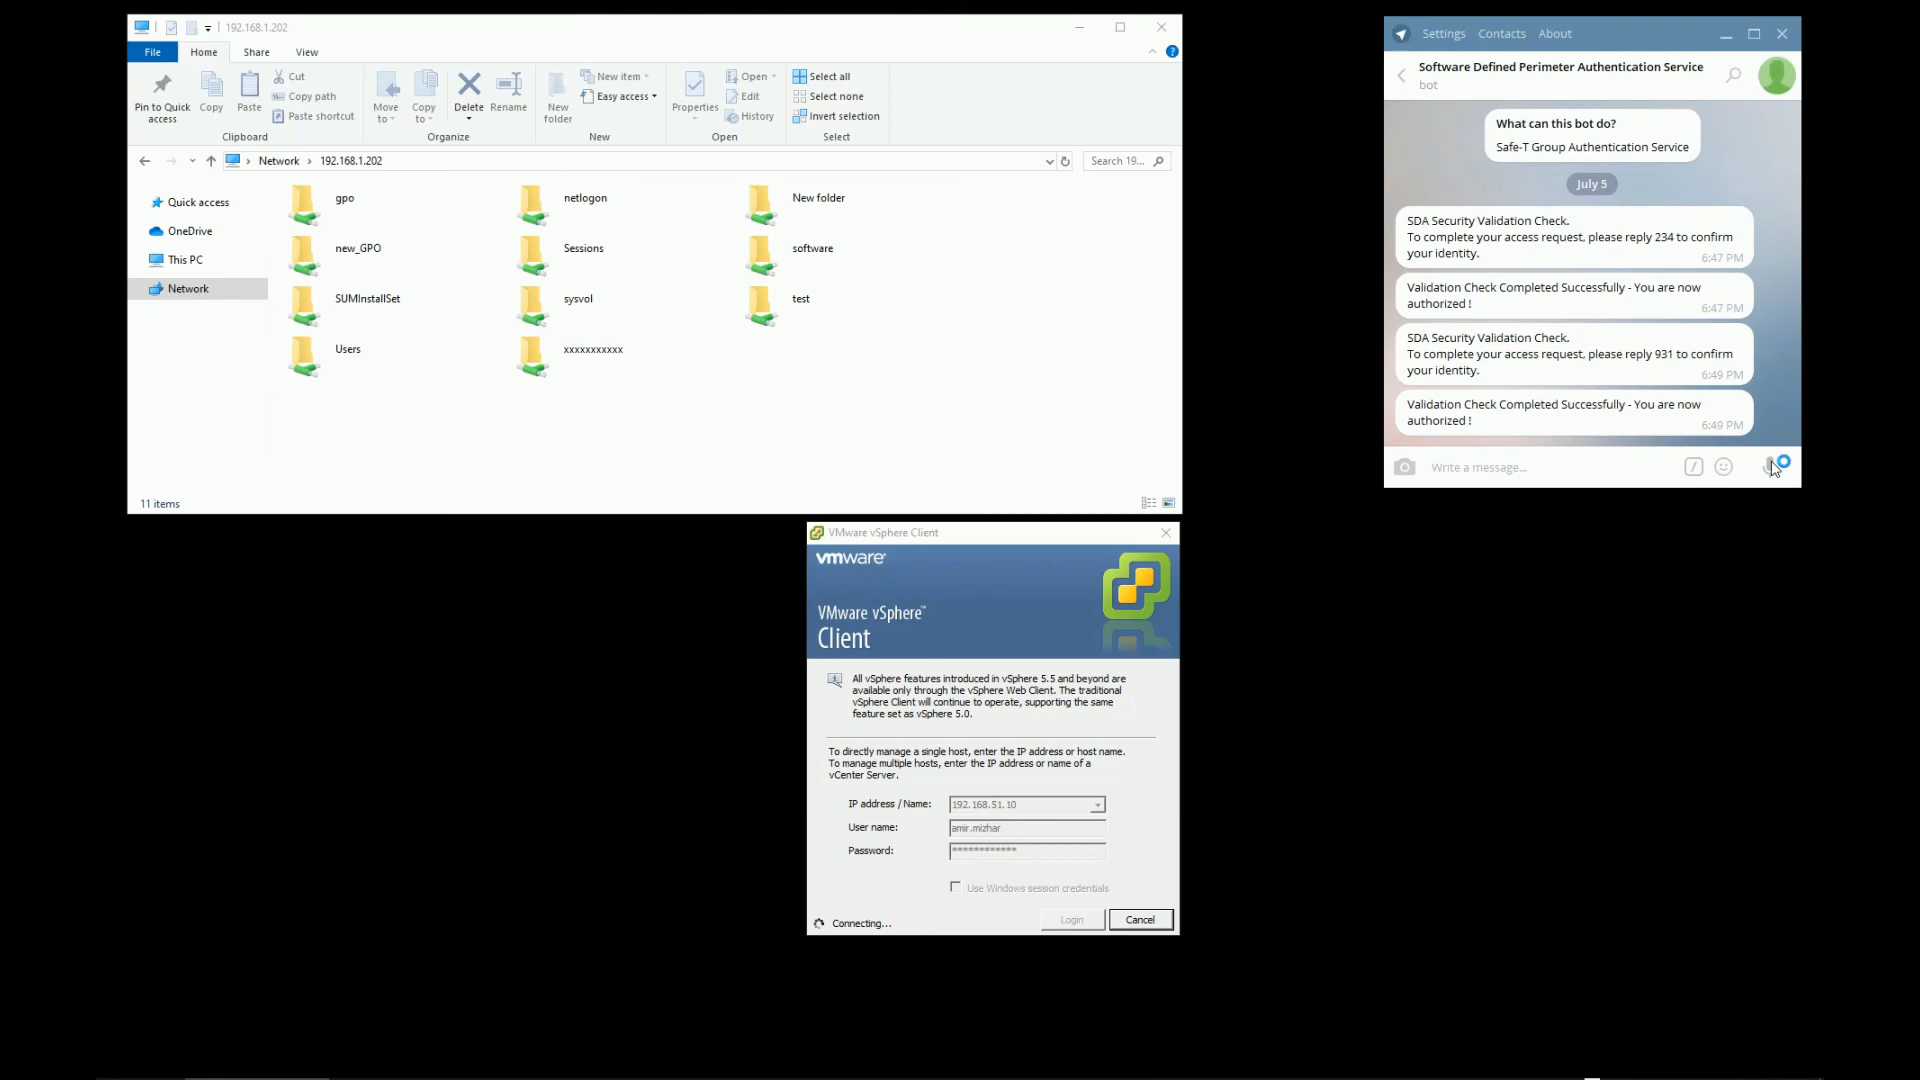 192.168.1.202
File Home Share View
Pin to Quick access
Copy
Paste
Cut
Copy path
Paste shortcut
Clipboard
Move to
Copy to
Delete
Rename
Organize
New folder
New item
Easy access
New
Properties
Open
Edit
History
Open
Select all
Select none
Invert selection
Select
Network > 192.168.1.202
Search 19...
Quick access
OneDrive
This PC
Network
gpo netlogon New folder
new_GPO Sessions software
SUMInstallSet sysvol test
Users xxxxxxxxxxx
11 items
Settings Contacts About
Software Defined Perimeter Authentication Service
bot
What can this bot do?
Safe-T Group Authentication Service
July 5
SDA Security Validation Check.
To complete your access request, please reply 234 to confirm
your identity.
6:47 PM
Validation Check Completed Successfully - You are now
authorized !
6:47 PM
SDA Security Validation Check.
To complete your access request, please reply 931 to confirm
your identity.
6:49 PM
Validation Check Completed Successfully - You are now
authorized !
6:49 PM
Write a message...
VMware vSphere Client
vmware®
VMware vSphere™
Client
All vSphere features introduced in vSphere 5.5 and beyond are
available only through the vSphere Web Client. The traditional
vSphere Client will continue to operate, supporting the same
feature set as vSphere 5.0.
To directly manage a single host, enter the IP address or host name.
To manage multiple hosts, enter the IP address or name of a
vCenter Server.
IP address / Name: 192.168.51.10
User name: amir.mizhar
Password: ************
Use Windows session credentials
Connecting...
Login
Cancel